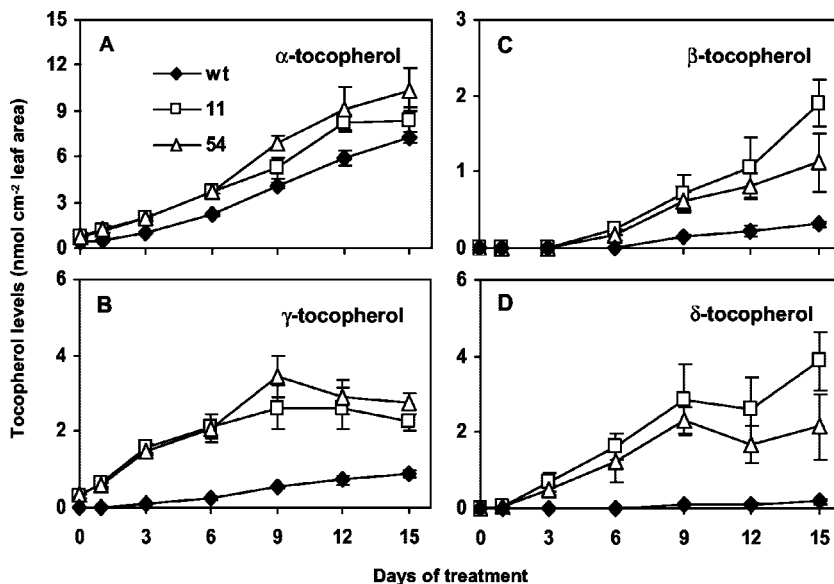 Tocopherol levels (nmol cm⁻² leaf area)
A
α-tocopherol
15
12
9
6
3
0
wt
11
54
C
β-tocopherol
3
2
1
0
B
γ-tocopherol
6
4
2
0
0 3 6 9 12 15
D
δ-tocopherol
6
4
2
0
0 3 6 9 12 15
Days of treatment